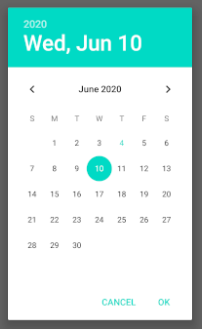 2020
Wed, Jun 10
June 2020
S M T W T F S
1 2 3 4 5 6
7 8 9 10 11 12 13
14 15 16 17 18 19 20
21 22 23 24 25 26 27
28 29 30
CANCEL OK